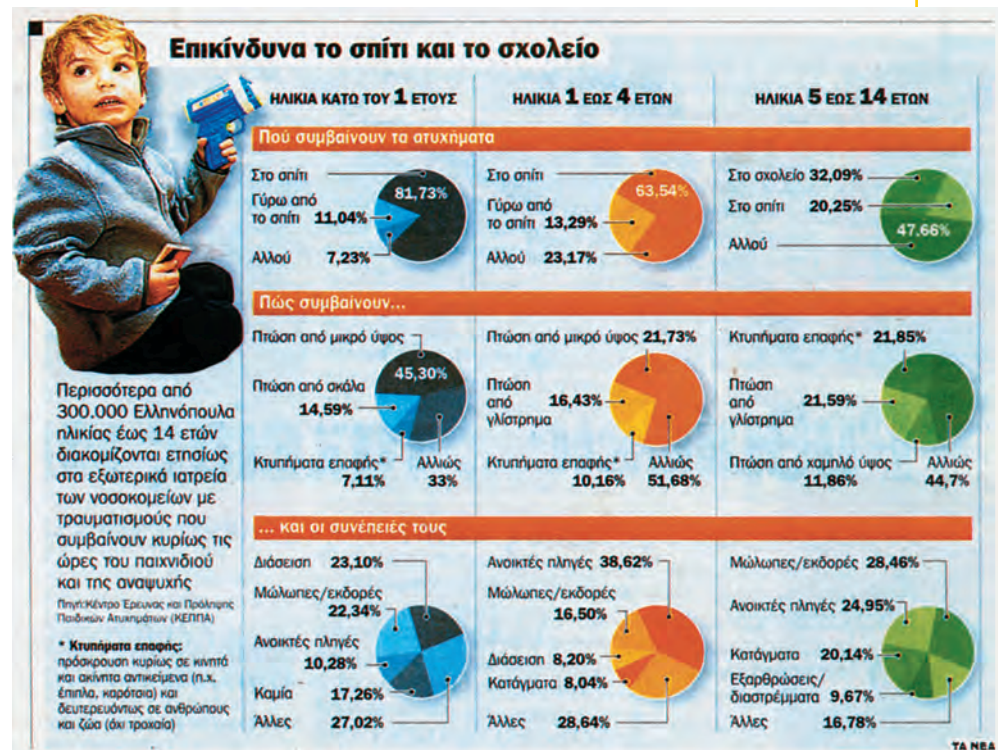 Επικίνδυνα το σπίτι και το σχολείο
ΗΛΙΚΙΑ ΚΑΤΩ ΤΟΥ 1 ΕΤΟΥΣ
ΗΛΙΚΙΑ 1 ΕΩΣ 4 ΕΤΩΝ
ΗΛΙΚΙΑ 5 ΕΩΣ 14 ΕΤΩΝ
Πού συμβαίνουν τα ατυχήματα
Στο σπίτι
81,73%
Γύρω από
το σπίτι 11,04%
Αλλού 7,23%
Στο σπίτι
63,54%
Γύρω από
το σπίτι 13,29%
Αλλού 23,17%
Στο σχολείο 32,09%
Στο σπίτι 20,25%
47,66%
Αλλού
Πώς συμβαίνουν...
Πτώση από μικρό ύψος
45,30%
Πτώση από σκάλα
14,59%
Κτυπήματα επαφής* Αλλιώς
7,11% 33%
Πτώση από μικρό ύψος 21,73%
Πτώση
από 16,43%
γλίστρημα
Κτυπήματα επαφής* Αλλιώς
10,16% 51,68%
Κτυπήματα επαφής* 21,85%
Πτώση
από 21,59%
γλίστρημα
Πτώση από χαμηλό ύψος Αλλιώς
11,86% 44,7%
... και οι συνέπειές τους
Διάσειση 23,10%
Μώλωπες/εκδορές
22,34%
Ανοικτές πληγές
10,28%
Καμία 17,26%
Άλλες 27,02%
Ανοικτές πληγές 38,62%
Μώλωπες/εκδορές
16,50%
Διάσειση 8,20%
Κατάγματα 8,04%
Άλλες 28,64%
Μώλωπες/εκδορές 28,46%
Ανοικτές πληγές 24,95%
Κατάγματα 20,14%
Εξαρθρώσεις/
διαστρέμματα 9,67%
Άλλες 16,78%
Περισσότερα από
300.000 Ελληνόπουλα
ηλικίας έως 14 ετών
διακομίζονται ετησίως
στα εξωτερικά ιατρεία
των νοσοκομείων με
τραυματισμούς που
συμβαίνουν κυρίως τις
ώρες του παιχνιδιού
και της αναψυχής
Πηγή:Κέντρο Έρευνας και Πρόληψης
Παιδικών Ατυχημάτων (ΚΕΠΠΑ)
* Κτυπήματα επαφής:
πρόσκρουση κυρίως σε κινητά
και ακίνητα αντικείμενα (π.χ.
έπιπλα, καρότσια) και
δευτερευόντως σε ανθρώπους
και ζώα (όχι τροχαία)
ΤΑ ΝΕΑ